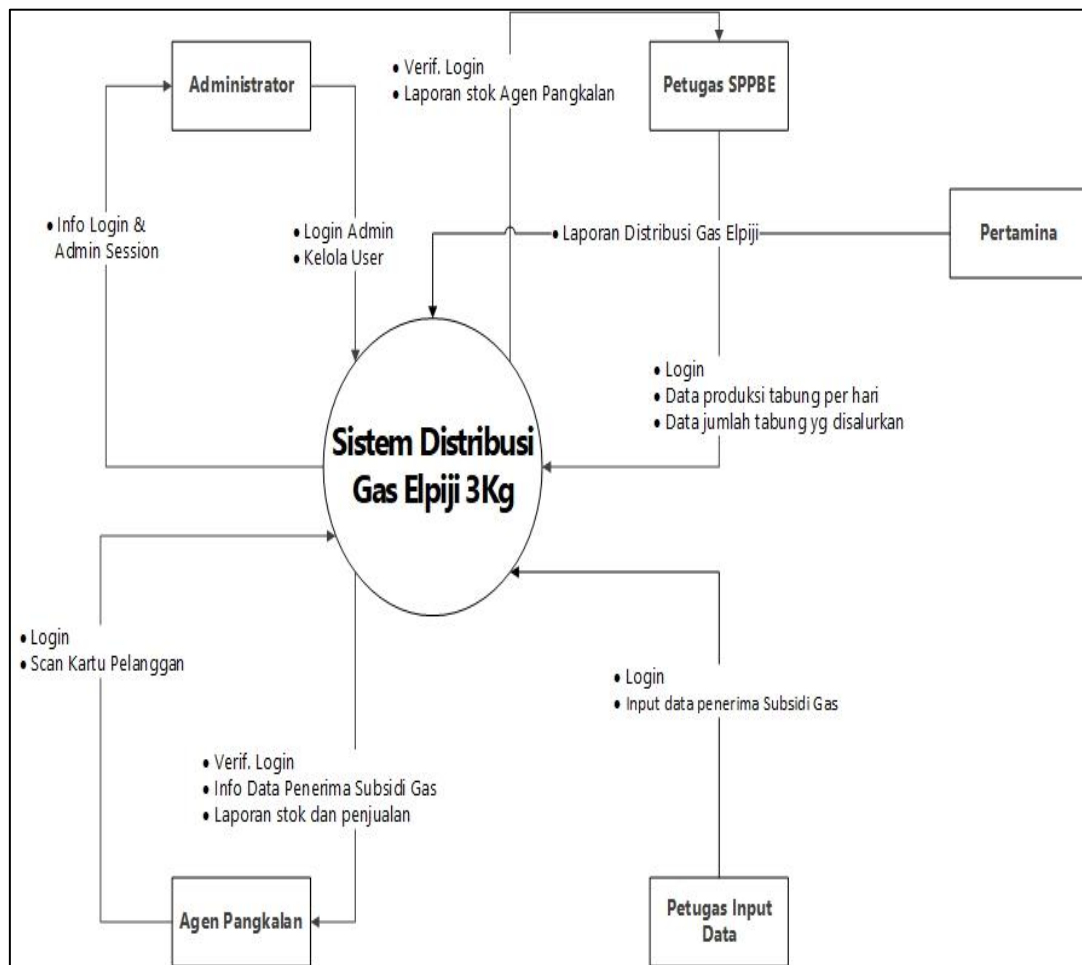 Administrator
• Verif. Login
• Laporan stok Agen Pangkalan
Petugas SPPBE
• Info Login &
Admin Session
• Login Admin
• Kelola User
• Laporan Distribusi Gas Elpiji
Pertamina
• Login
• Data produksi tabung per hari
• Data jumlah tabung yg disalurkan
Sistem Distribusi
Gas Elpiji 3Kg
• Login
• Scan Kartu Pelanggan
• Login
• Input data penerima Subsidi Gas
• Verif. Login
• Info Data Penerima Subsidi Gas
• Laporan stok dan penjualan
Agen Pangkalan
Petugas Input
Data